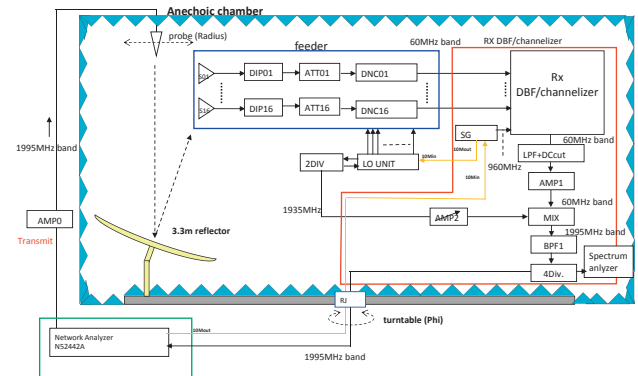 Anechoic chamber
probe (Radius)
feeder
60MHz band
RX DBF/channelizer
S01
DIP01
ATT01
DNC01
S16
DIP16
ATT16
DNC16
Rx
DBF/channelizer
1995MHz band
SG
10Mout
10Min
10Min
960MHz
60MHz band
2DIV
LO UNIT
LPF+DCcut
AMP1
1935MHz
60MHz band
AMP0
Transmit
3.3m reflector
AMP2
MIX
1995MHz band
BPF1
Spectrum
anlyzer
4Div.
RJ
turntable (Phi)
10Mout
Network Analyzer
N52442A
1995MHz band